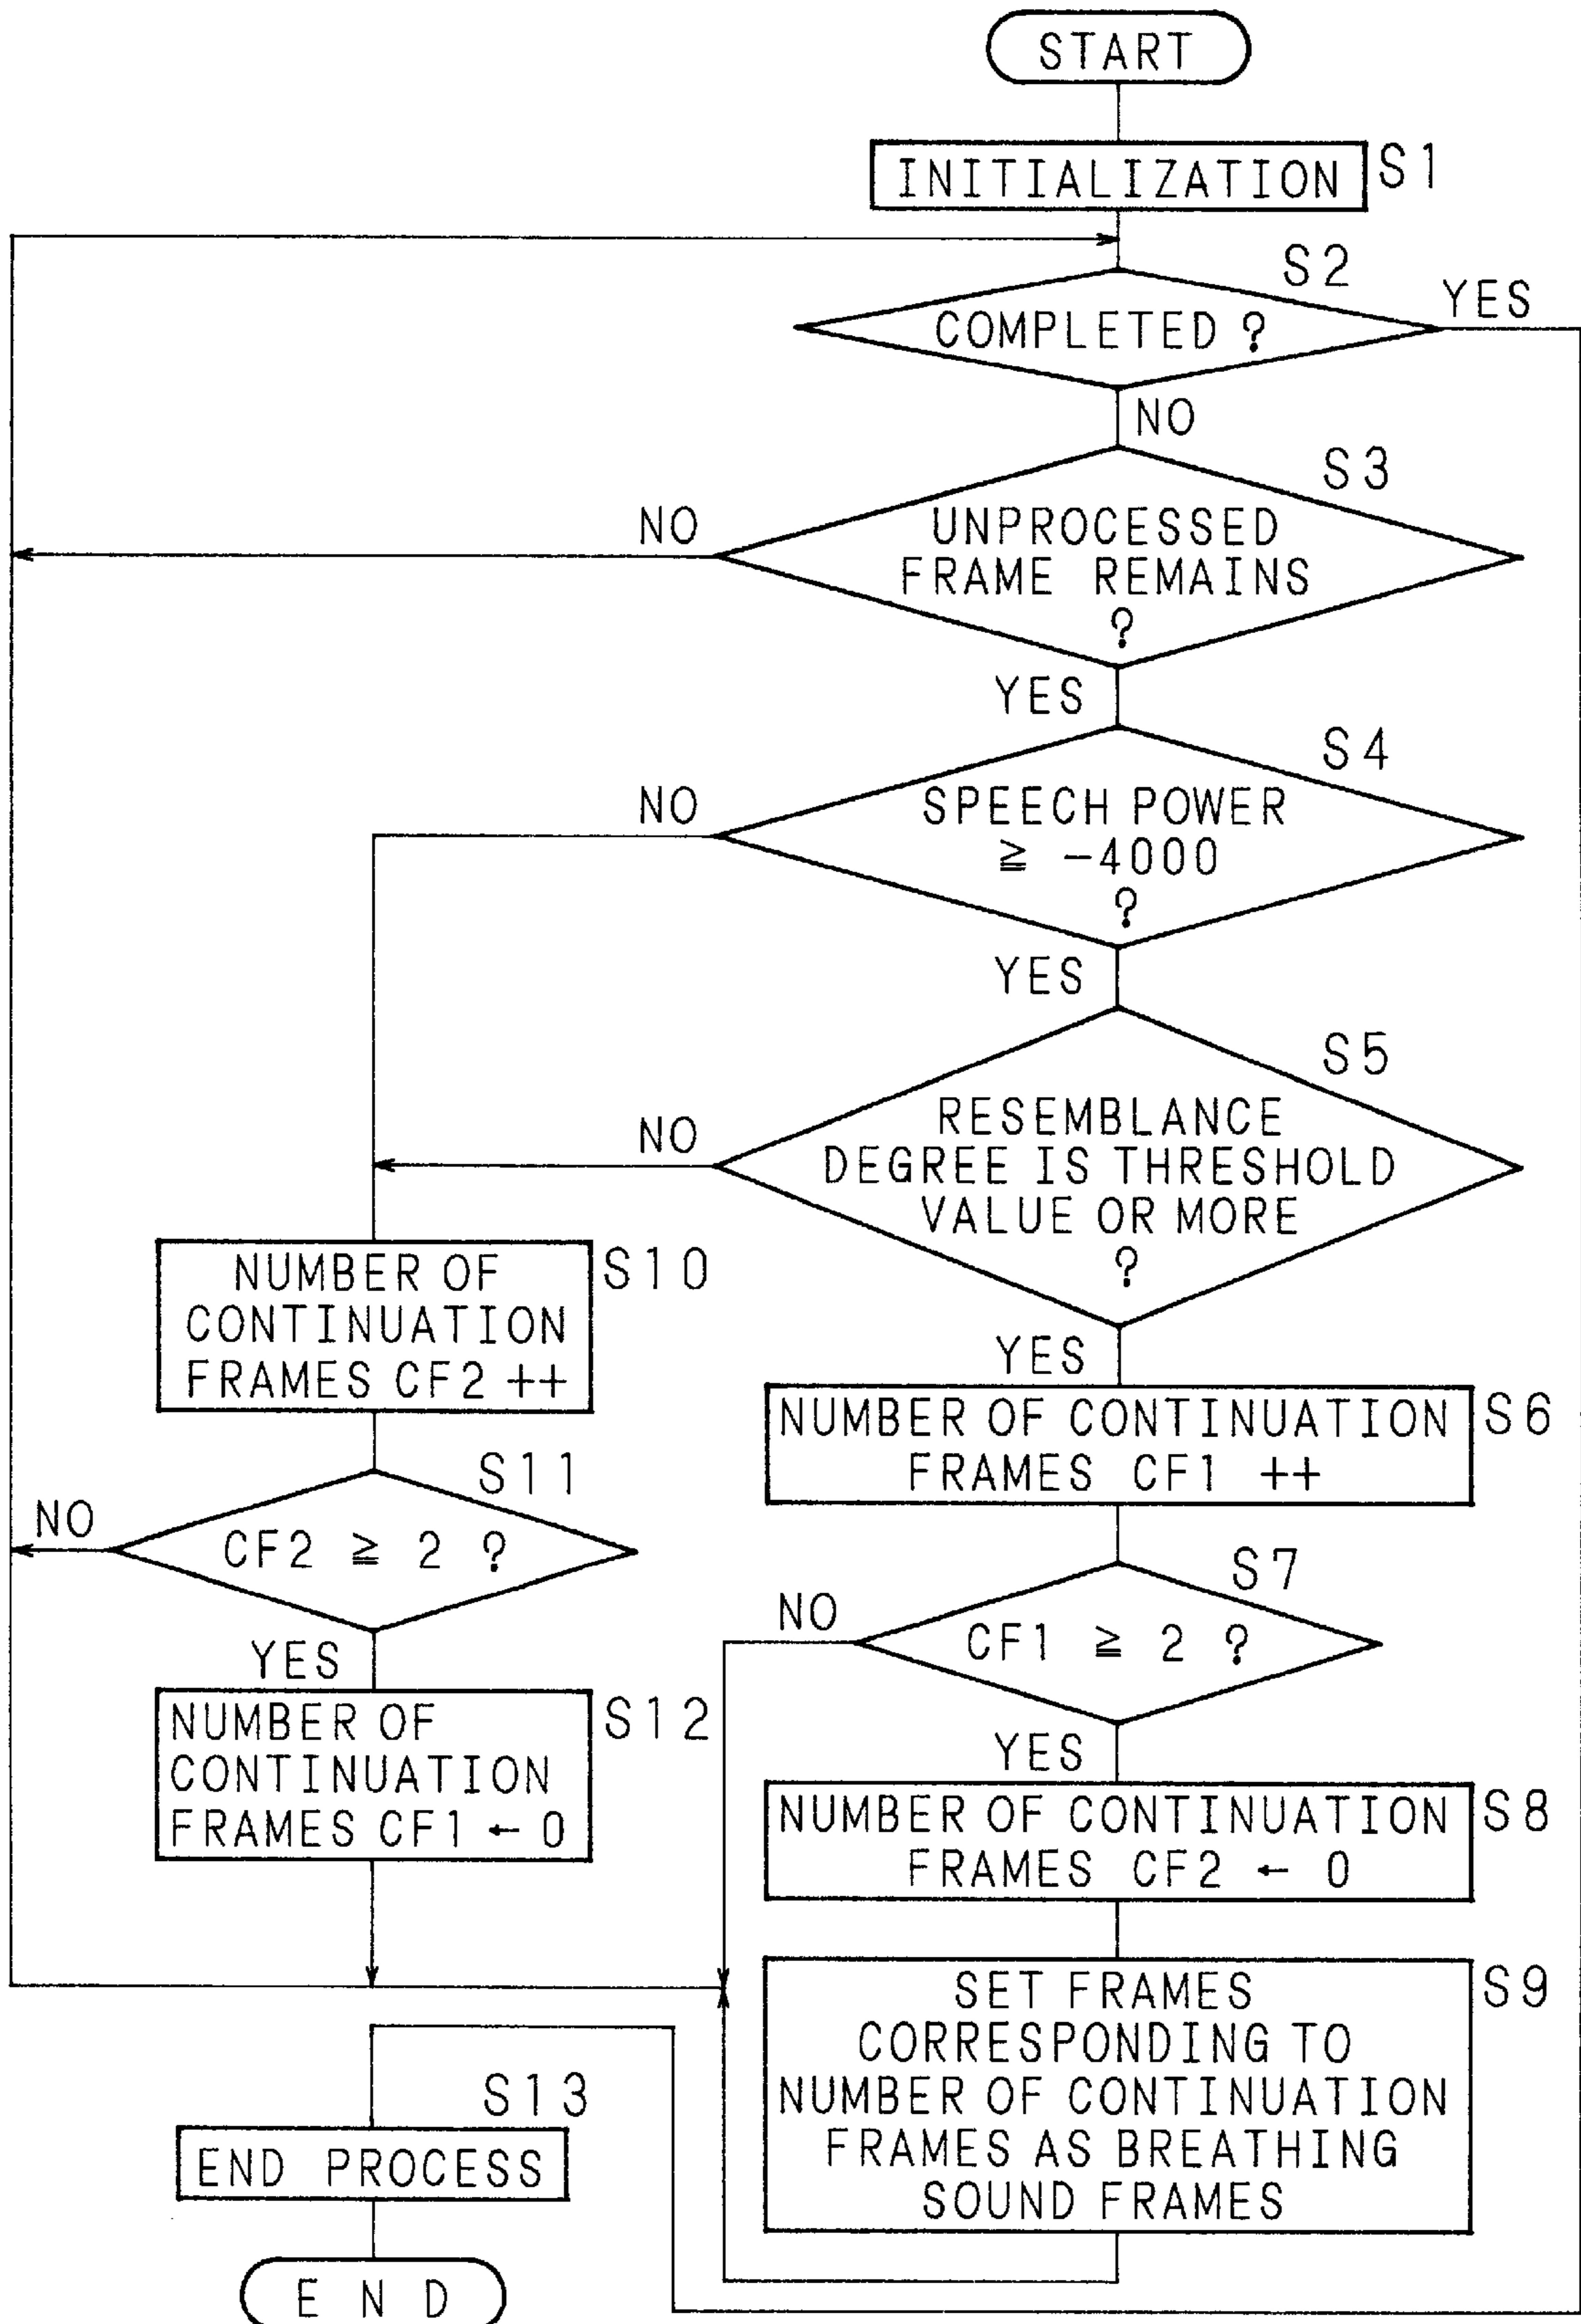 START
INITIALIZATION
S1
S2
COMPLETED ?
YES
NO
S3
UNPROCESSED
FRAME REMAINS
?
NO
YES
S4
SPEECH POWER
≧ -4000
?
NO
YES
S5
RESEMBLANCE
DEGREE IS THRESHOLD
VALUE OR MORE
?
NO
YES
S10
NUMBER OF
CONTINUATION
FRAMES CF2 ++
S6
NUMBER OF CONTINUATION
FRAMES CF1 ++
S11
CF2 ≧ 2 ?
NO
YES
S7
CF1 ≧ 2 ?
NO
YES
S12
NUMBER OF
CONTINUATION
FRAMES CF1 ← 0
S8
NUMBER OF CONTINUATION
FRAMES CF2 ← 0
S9
SET FRAMES
CORRESPONDING TO
NUMBER OF CONTINUATION
FRAMES AS BREATHING
SOUND FRAMES
S13
END PROCESS
END